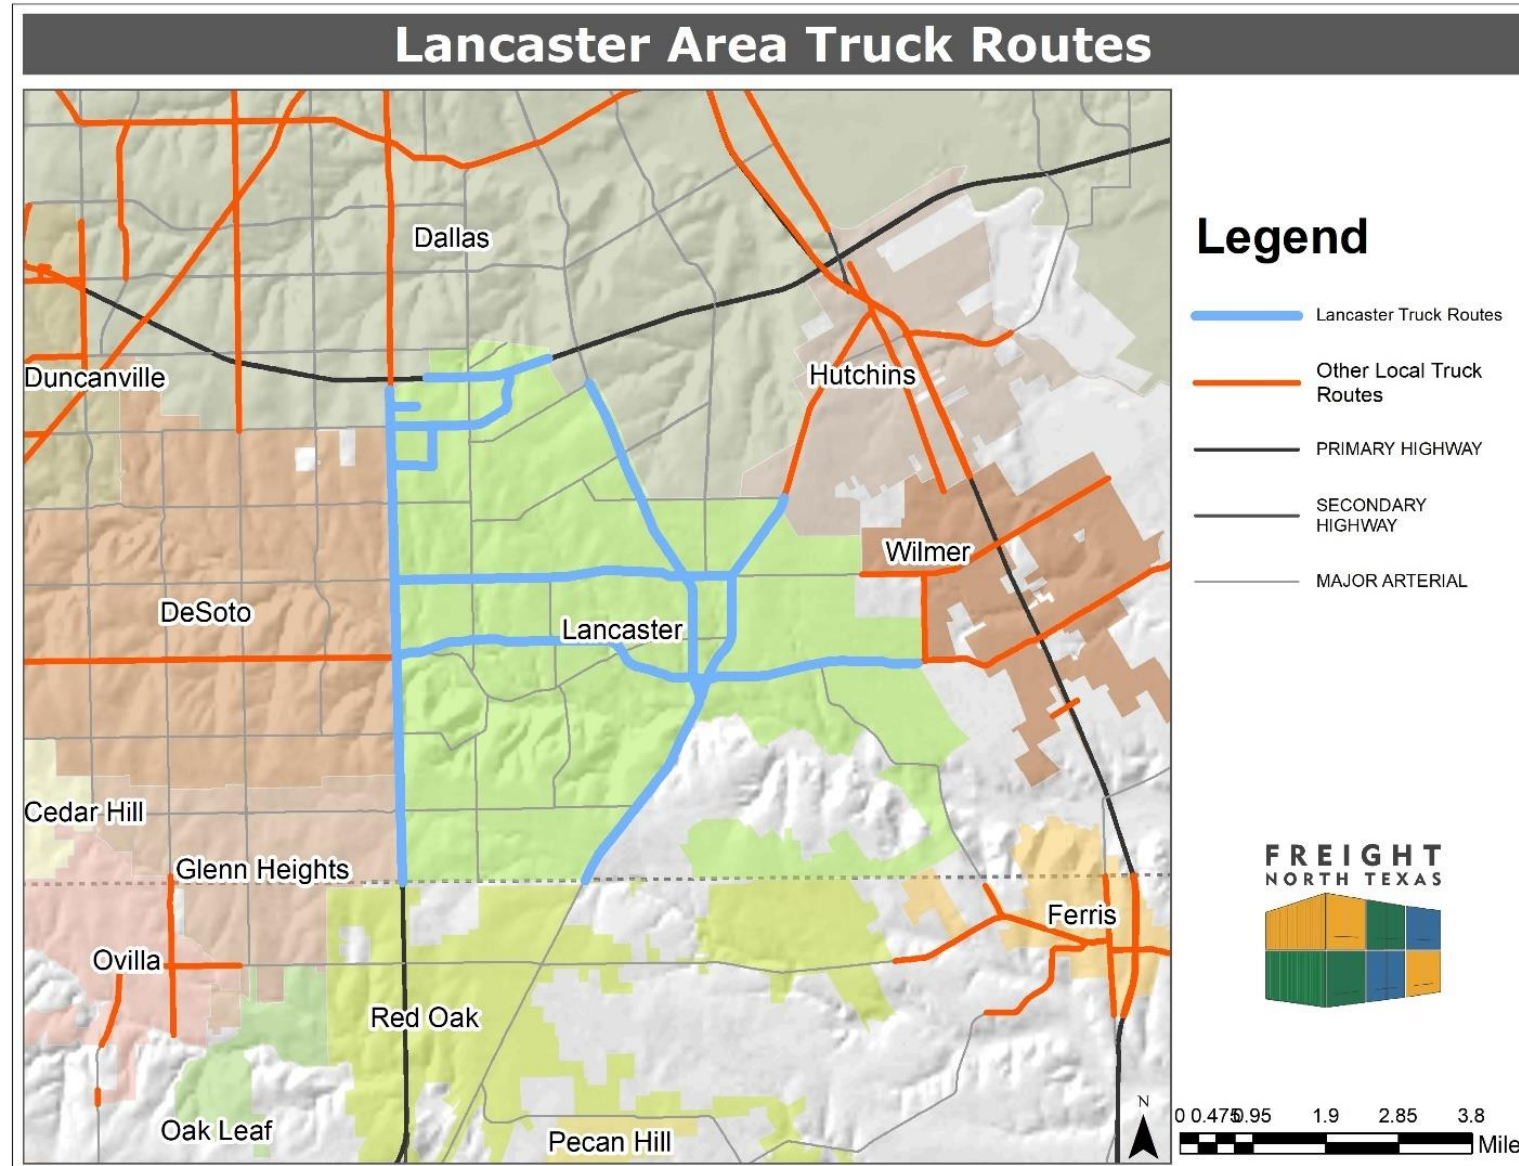 Lancaster Area Truck Routes
Dallas
Duncanville
Hutchins
Wilmer
DeSoto
Lancaster
Cedar Hill
Glenn Heights
Ferris
Ovilla
Red Oak
Oak Leaf
Pecan Hill
Legend
Lancaster Truck Routes
Other Local Truck
Routes
PRIMARY HIGHWAY
SECONDARY
HIGHWAY
MAJOR ARTERIAL
FREIGHT
NORTH TEXAS
N
0 0.475 0.95 1.9 2.85 3.8
Mile